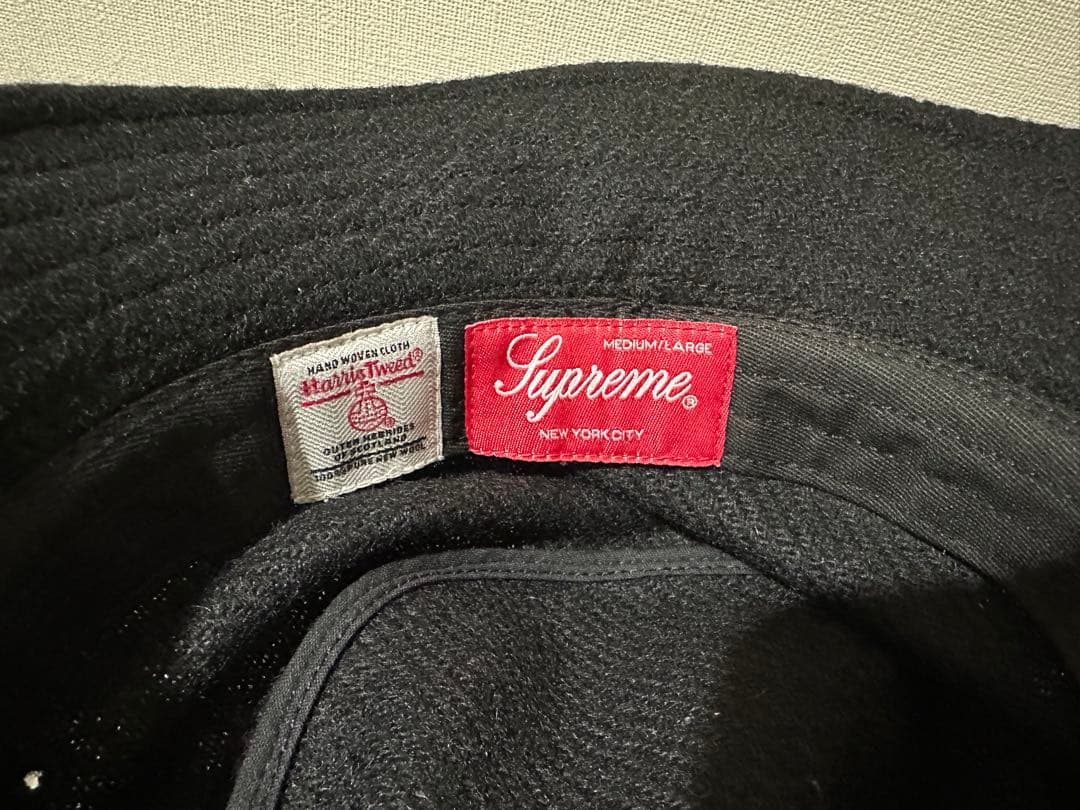 HAND WOVEN CLOTH
Harris Tweed®
OUTER HEBRIDES
OF SCOTLAND
100% PURE NEW WOOL
MEDIUM/LARGE
Supreme®
NEW YORK CITY